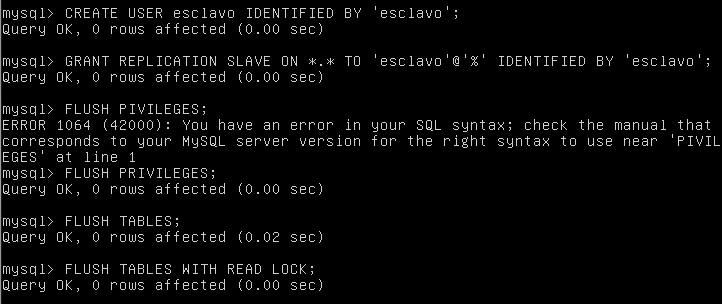 mysql> CREATE USER esclavo IDENTIFIED BY 'esclavo';
Query OK, 0 rows affected (0.00 sec)
mysql> GRANT REPLICATION SLAVE ON *.* TO 'esclavo'@'%' IDENTIFIED BY 'esclavo';
Query OK, 0 rows affected (0.00 sec)
mysql> FLUSH PIVILEGES;
ERROR 1064 (42000): You have an error in your SQL syntax; check the manual that
corresponds to your MySQL server version for the right syntax to use near 'PIVIL
EGES' at line 1
mysql> FLUSH PRIVILEGES;
Query OK, 0 rows affected (0.00 sec)
mysql> FLUSH TABLES;
Query OK, 0 rows affected (0.02 sec)
mysql> FLUSH TABLES WITH READ LOCK;
Query OK, 0 rows affected (0.00 sec)